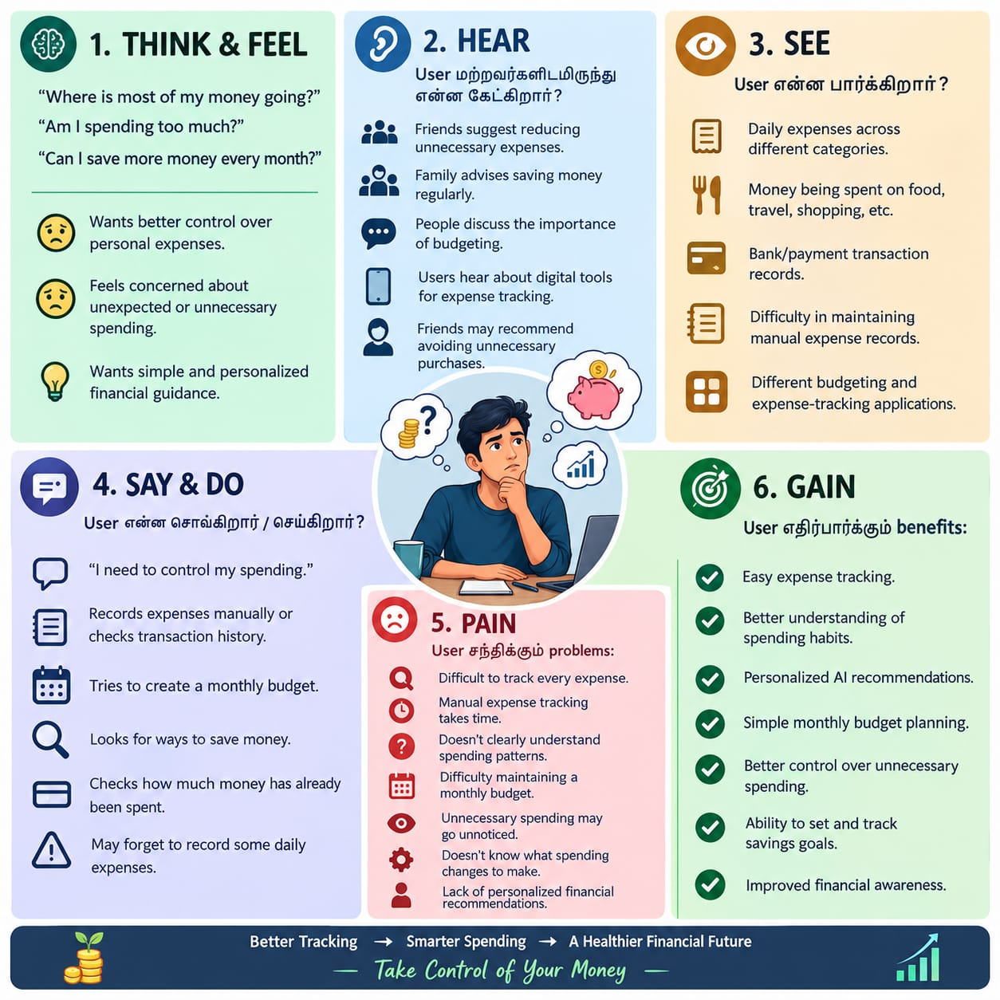 1. THINK & FEEL
“Where is most of my money going?”
“Am I spending too much?”
“Can I save more money every month?”
Wants better control over
personal expenses.
Feels concerned about
unexpected or unnecessary
spending.
Wants simple and personalized
financial guidance.
2. HEAR
User மற்றவர்களிடமிருந்து
என்ன கேட்கிறார்?
Friends suggest reducing
unnecessary expenses.
Family advises saving money
regularly.
People discuss the importance
of budgeting.
Users hear about digital tools
for expense tracking.
Friends may recommend
avoiding unnecessary
purchases.
3. SEE
User என்ன பார்க்கிறார்?
Daily expenses across
different categories.
Money being spent on food,
travel, shopping, etc.
Bank/payment transaction
records.
Difficulty in maintaining
manual expense records.
Different budgeting and
expense-tracking applications.
?
$
4. SAY & DO
User என்ன சொவ்கிறார் / செய்கிறார்?
“I need to control my spending.”
Records expenses manually or
checks transaction history.
Tries to create a monthly budget.
Looks for ways to save money.
Checks how much money has already
been spent.
May forget to record some daily
expenses.
5. PAIN
User சந்திக்கும் problems:
Difficult to track every expense.
Manual expense tracking
takes time.
Doesn't clearly understand
spending patterns.
Difficulty maintaining a
monthly budget.
Unnecessary spending may
go unnoticed.
Doesn't know what spending
changes to make.
Lack of personalized financial
recommendations.
6. GAIN
User எதிர்பார்க்கும் benefits:
Easy expense tracking.
Better understanding of
spending habits.
Personalized AI recommendations.
Simple monthly budget planning.
Better control over unnecessary
spending.
Ability to set and track
savings goals.
Improved financial awareness.
Better Tracking → Smarter Spending → A Healthier Financial Future
— Take Control of Your Money —